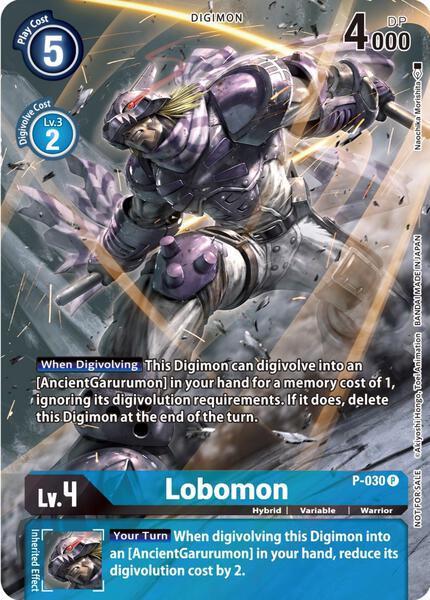 DIGIMON
Play Cost
5
DP
4000
Digivolve Cost
Lv.3
2
Naochika Morishita
©Akiyoshi Hongo, Toei Animation BANDAI MADE IN JAPAN
NOT FOR SALE
When Digivolving This Digimon can digivolve into an
[AncientGarurumon] in your hand for a memory cost of 1,
ignoring its digivolution requirements. If it does, delete
this Digimon at the end of the turn.
P-030 P
Lv.4
Lobomon
Hybrid | Variable | Warrior
Inherited Effect
Your Turn When digivolving this Digimon into
an [AncientGarurumon] in your hand, reduce its
digivolution cost by 2.